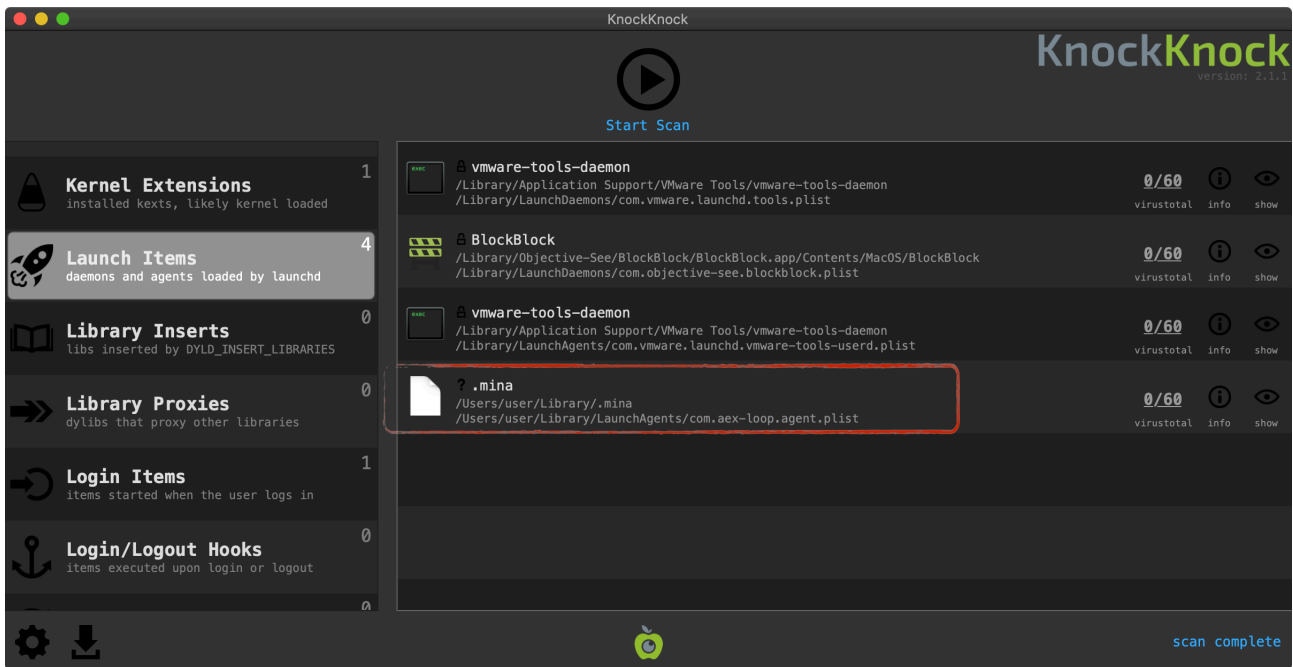 KnockKnock
KnockKnock
version: 2.1.1
Start Scan
Kernel Extensions
1
installed kexts, likely kernel loaded
Launch Items
4
daemons and agents loaded by launchd
Library Inserts
0
libs inserted by DYLD_INSERT_LIBRARIES
Library Proxies
0
dylibs that proxy other libraries
Login Items
1
items started when the user logs in
Login/Logout Hooks
0
items executed upon login or logout
exec
vmware-tools-daemon
/Library/Application Support/VMware Tools/vmware-tools-daemon
/Library/LaunchDaemons/com.vmware.launchd.tools.plist
0/60
virustotal info show
BlockBlock
/Library/Objective-See/BlockBlock/BlockBlock.app/Contents/MacOS/BlockBlock
/Library/LaunchDaemons/com.objective-see.blockblock.plist
0/60
virustotal info show
exec
vmware-tools-daemon
/Library/Application Support/VMware Tools/vmware-tools-daemon
/Library/LaunchAgents/com.vmware.launchd.vmware-tools-userd.plist
0/60
virustotal info show
? .mina
/Users/user/Library/.mina
/Users/user/Library/LaunchAgents/com.aex-loop.agent.plist
0/60
virustotal info show
scan complete